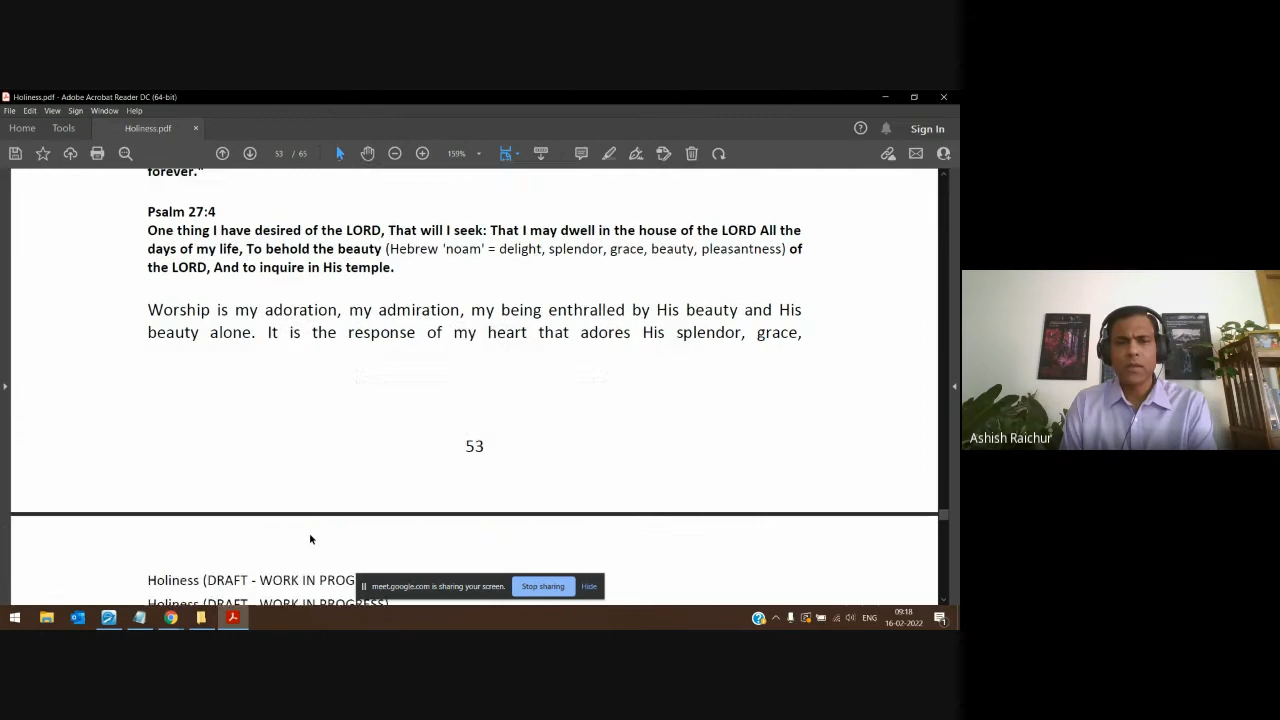 Holiness.pdf - Adobe Acrobat Reader DC (64-bit)
File Edit View Sign Window Help
Home Tools Holiness.pdf × Sign In
53 / 65 159%
forever."
Psalm 27:4
One thing I have desired of the LORD, That will I seek: That I may dwell in the house of the LORD All the
days of my life, To behold the beauty (Hebrew 'noam' = delight, splendor, grace, beauty, pleasantness) of
the LORD, And to inquire in His temple.
Worship is my adoration, my admiration, my being enthralled by His beauty and His
beauty alone. It is the response of my heart that adores His splendor, grace,
53
Holiness (DRAFT - WORK IN PROG
meet.google.com is sharing your screen. Stop sharing Hide
Holiness (DRAFT - WORK IN PROGRESS)
ENG 09:18
16-02-2022
Ashish Raichur